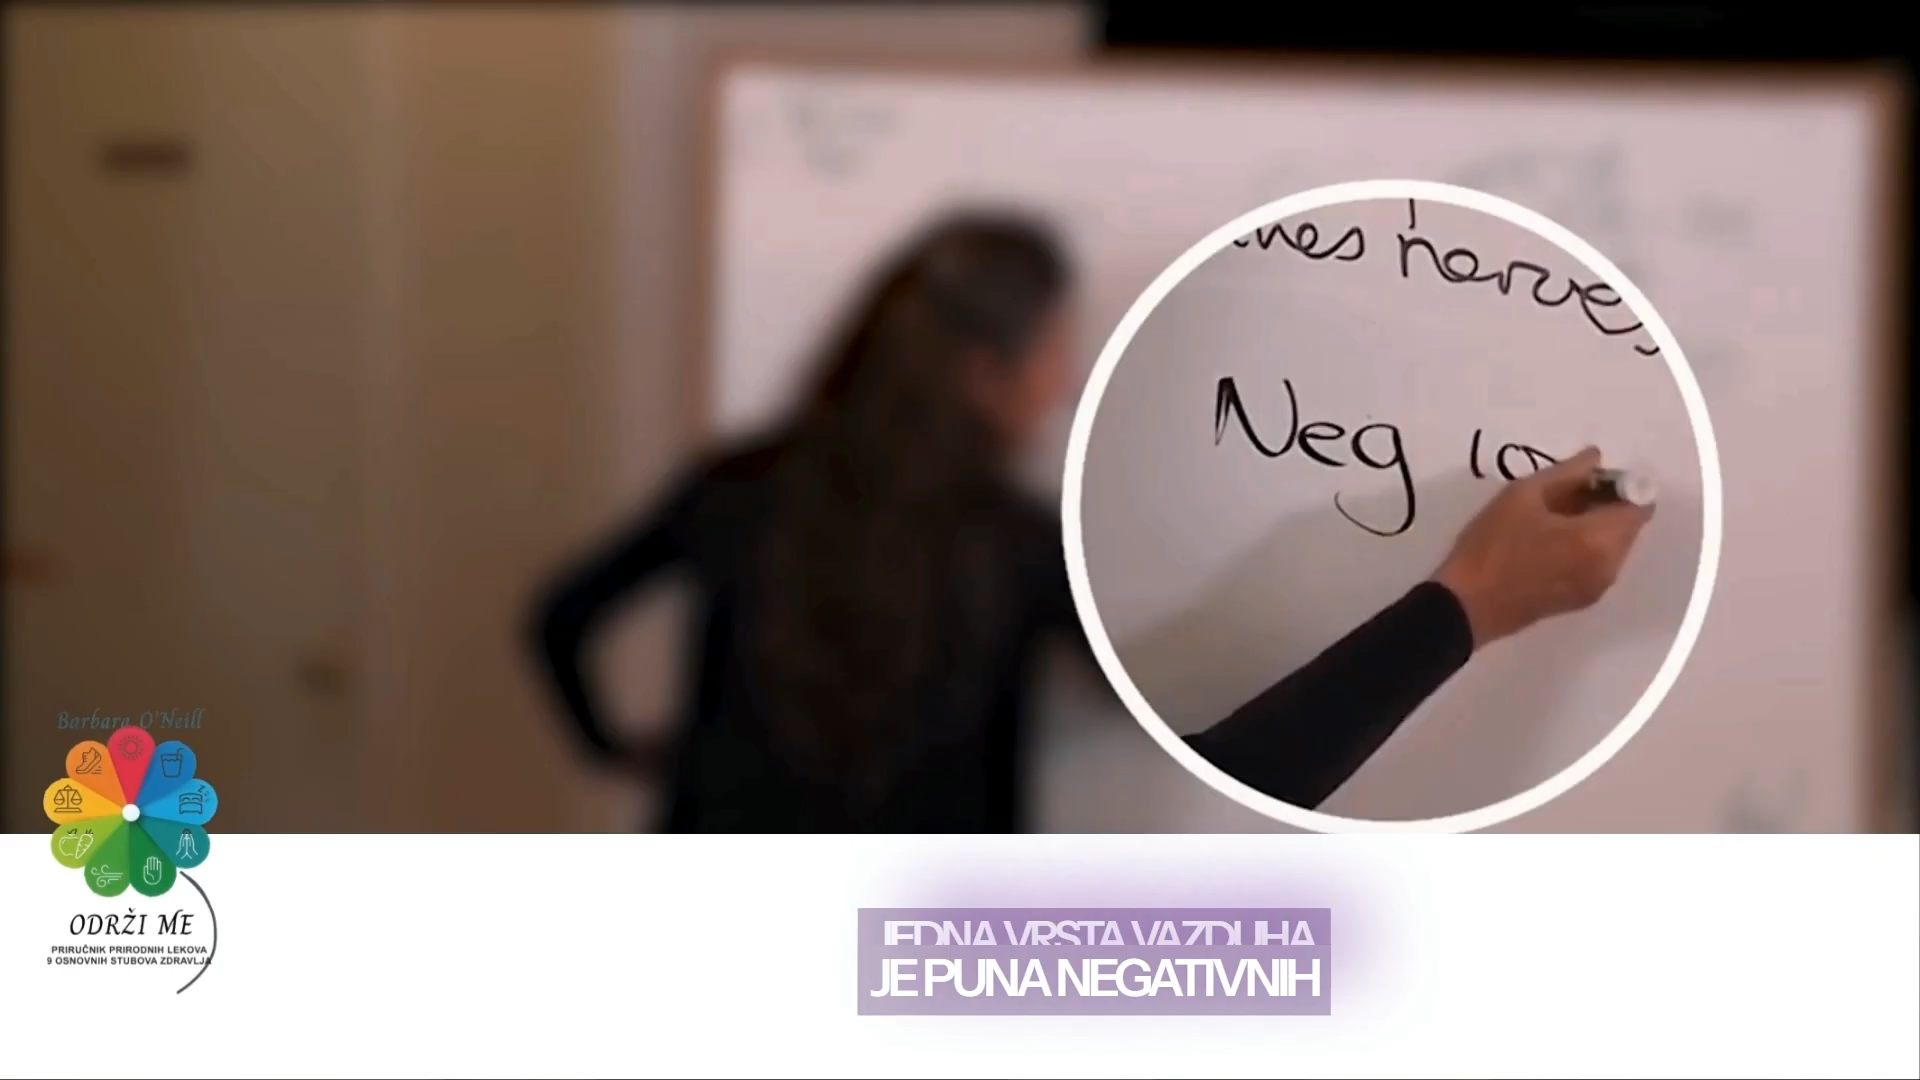 nerves
Neg
Barbara O'Neill
ODRŽI ME
PRIRUČNIK PRIRODNIH LEKOVA
9 OSNOVNIH STUBOVA ZDRAVLJA
JEDNA VRSTA VAZDUHA
JE PUNA NEGATIVNIH